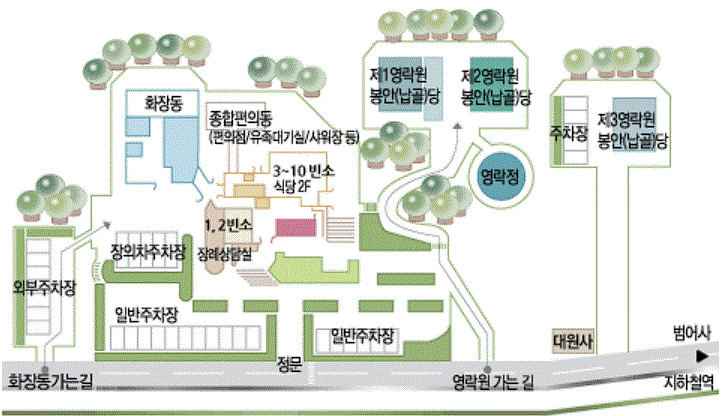 화장동
종합편의동
(편의점/유족대기실/샤워장 등)
3~10 빈소
식당 2F
1, 2빈소
장례상담실
제1영락원
봉안(납골)당
제2영락원
봉안(납골)당
영락정
주차장
제3영락원
봉안(납골)당
외부주차장
장의차주차장
일반주차장
일반주차장
대원사
범어사
정문
화장동가는길
영락원 가는 길
지하철역